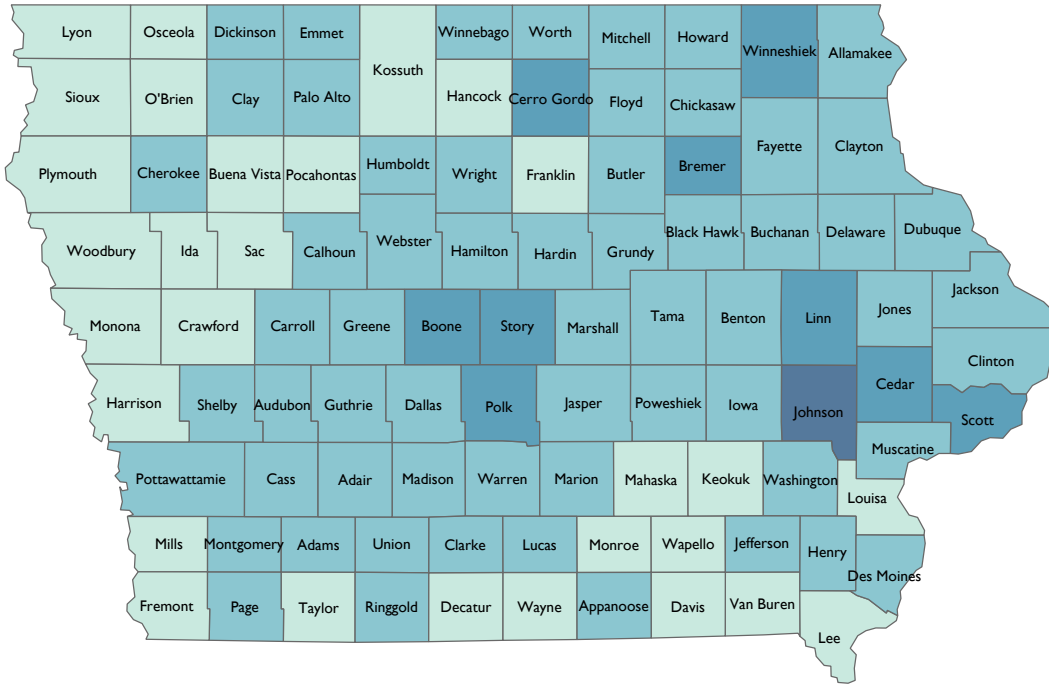 Lyon
Osceola
Dickinson
Emmet
Kossuth
Winnebago
Worth
Mitchell
Howard
Winneshiek
Allamakee
Sioux
O'Brien
Clay
Palo Alto
Hancock
Cerro Gordo
Floyd
Chickasaw
Fayette
Clayton
Plymouth
Cherokee
Buena Vista
Pocahontas
Humboldt
Wright
Franklin
Butler
Bremer
Woodbury
Ida
Sac
Calhoun
Webster
Hamilton
Hardin
Grundy
Black Hawk
Buchanan
Delaware
Dubuque
Monona
Crawford
Carroll
Greene
Boone
Story
Marshall
Tama
Benton
Linn
Jones
Jackson
Clinton
Harrison
Shelby
Audubon
Guthrie
Dallas
Polk
Jasper
Poweshiek
Iowa
Johnson
Cedar
Scott
Muscatine
Pottawattamie
Cass
Adair
Madison
Warren
Marion
Mahaska
Keokuk
Washington
Louisa
Mills
Montgomery
Adams
Union
Clarke
Lucas
Monroe
Wapello
Jefferson
Henry
Des Moines
Fremont
Page
Taylor
Ringgold
Decatur
Wayne
Appanoose
Davis
Van Buren
Lee